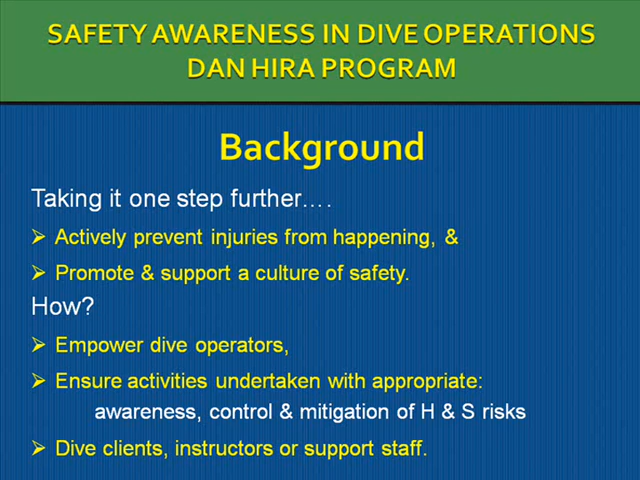 SAFETY AWARENESS IN DIVE OPERATIONS
DAN HIRA PROGRAM
Background
Taking it one step further….
➢ Actively prevent injuries from happening, &
➢ Promote & support a culture of safety.
How?
➢ Empower dive operators,
➢ Ensure activities undertaken with appropriate:
awareness, control & mitigation of H & S risks
➢ Dive clients, instructors or support staff.